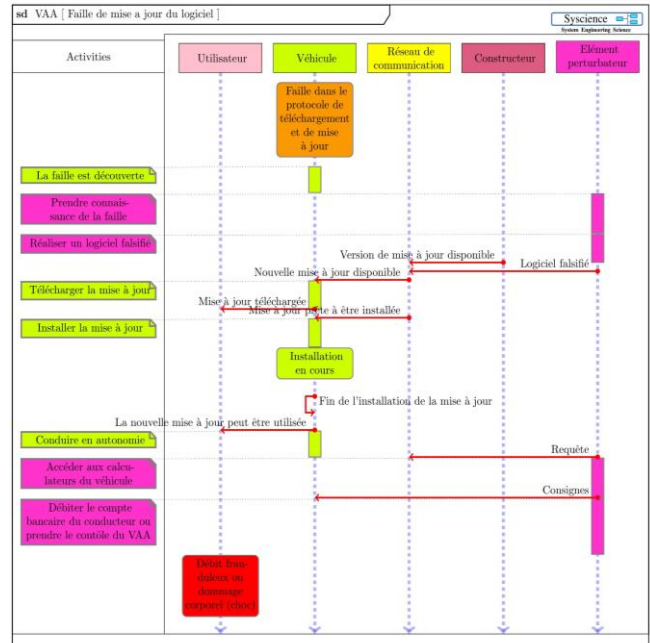 sd VAA [ Faille de mise a jour du logiciel ]
Syscience
System Engineering Science
Activities
Utilisateur
Véhicule
Réseau de
communication
Constructeur
Elément
perturbateur
Faille dans le
protocole de
téléchargement
et de mise
à jour
La faille est découverte
Prendre connais-
sance de la faille
Réaliser un logiciel falsifié
Version de mise à jour disponible
Logiciel falsifié
Nouvelle mise à jour disponible
Télécharger la mise à jour
Mise à jour téléchargée
Mise à jour prête à être installée
Installer la mise à jour
Installation
en cours
Fin de l'installation de la mise à jour
La nouvelle mise à jour peut être utilisée
Conduire en autonomie
Requête
Accéder aux calcu-
lateurs du véhicule
Consignes
Débiter le compte
bancaire du conducteur ou
prendre le contôle du VAA
Débit frau-
duleux ou
dommage
corporel (choc)